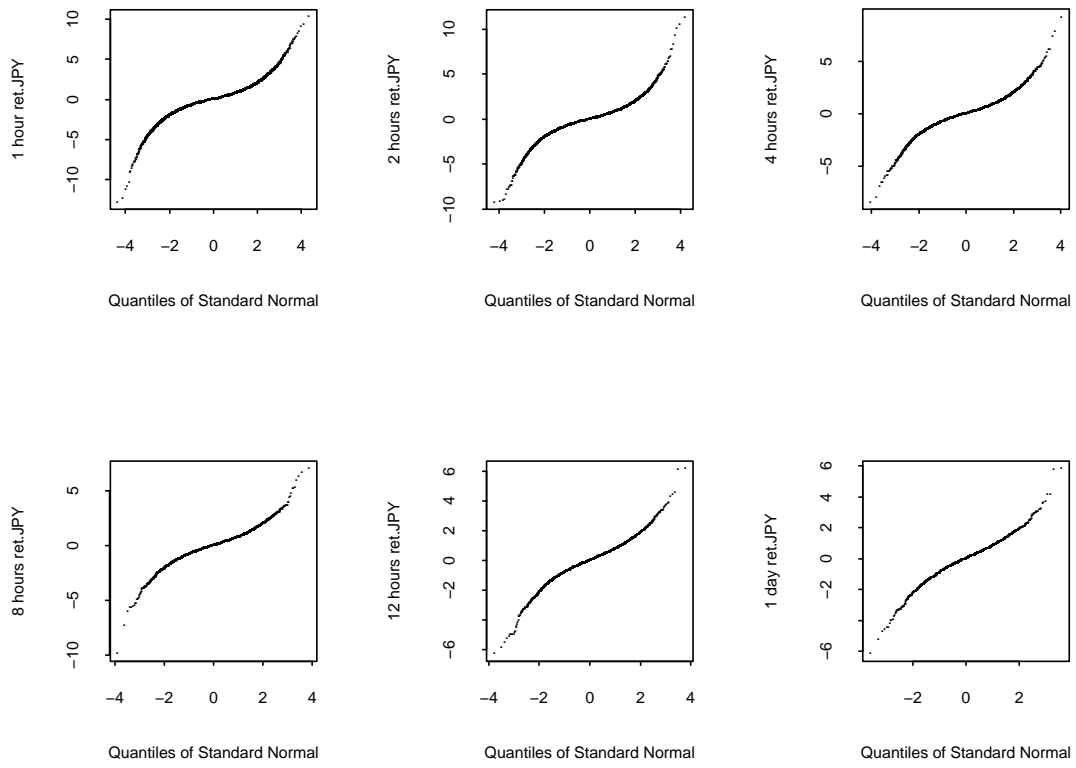 1 hour ret.JPY
10
5
0
−5
−10
−4 −2 0 2 4
Quantiles of Standard Normal
2 hours ret.JPY
10
5
0
−5
−10
−4 −2 0 2 4
Quantiles of Standard Normal
4 hours ret.JPY
5
0
−5
−4 −2 0 2 4
Quantiles of Standard Normal
8 hours ret.JPY
5
0
−5
−10
−4 −2 0 2 4
Quantiles of Standard Normal
12 hours ret.JPY
6
4
2
0
−2
−6
−4 −2 0 2 4
Quantiles of Standard Normal
1 day ret.JPY
6
4
2
0
−2
−6
−2 0 2
Quantiles of Standard Normal